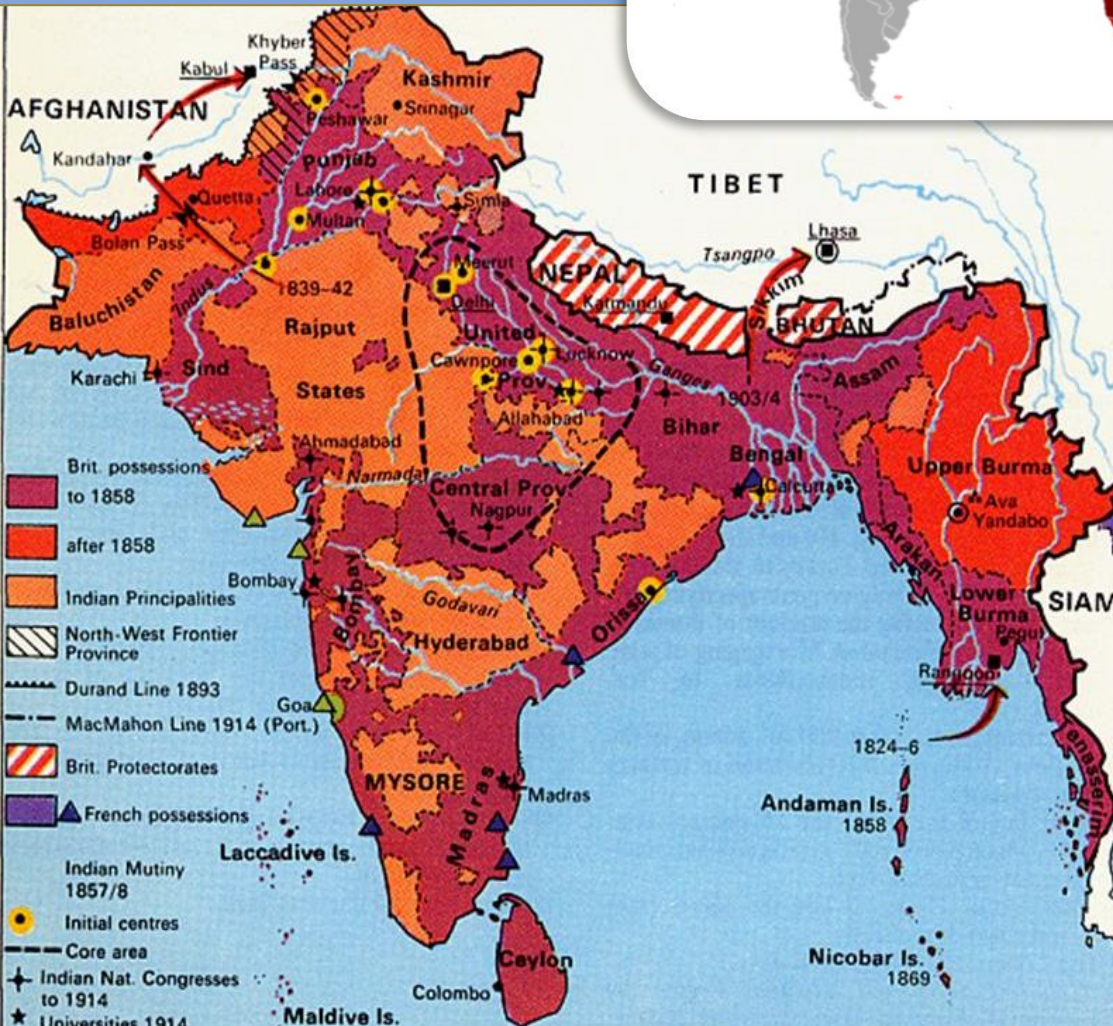 Khyber
Pass
Kabul
Kashmir
AFGHANISTAN
Srinagar
Peshawar
Kandahar
Punjab
Lahore
TIBET
Quetta
Simla
Multan
Lhasa
Bolan Pass
Tsangpo
Meerut
NEPAL
Sikkim
Baluchistan
Indus
1839–42
Delhi
Katmandu
BHUTAN
Rajput
United
Cawnpore
Lucknow
Karachi
Sind
Prov.
Ganges
Assam
States
1903/4
Allahabad
Bihar
Ahmadabad
Bengal
Narmada
Upper Burma
Central Prov.
Calcutta
Nagpur
Ava
Yandabo
Arakan
Bombay
Bombay
Godavari
Lower
Burma
SIAM
Orissa
Hyderabad
Pegu
Rangoon
Goa
1824–6
MYSORE
Madras
Madras
Tenasserim
Andaman Is.
1858
Laccadive Is.
Ceylon
Nicobar Is.
1869
Colombo
Maldive Is.
Brit. possessions
to 1858
after 1858
Indian Principalities
North-West Frontier
Province
Durand Line 1893
MacMahon Line 1914 (Port.)
Brit. Protectorates
French possessions
Indian Mutiny
1857/8
Initial centres
Core area
Indian Nat. Congresses
to 1914
Universities 1914